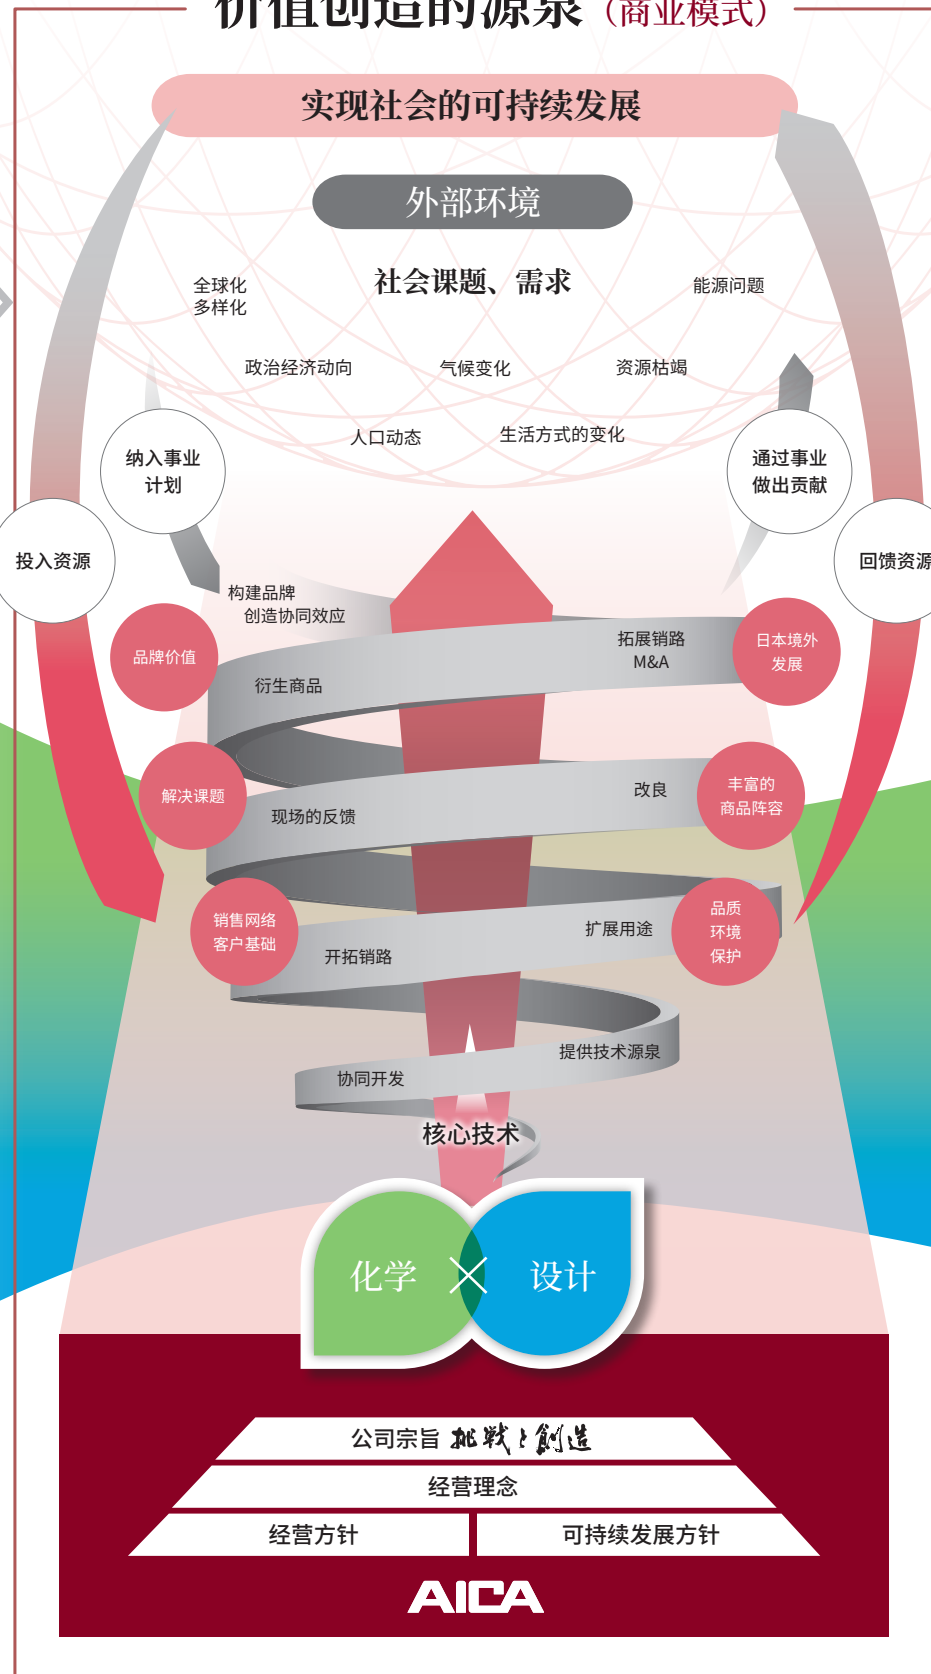 价值创造的源泉（商业模式）
实现社会的可持续发展
外部环境
社会课题、需求
全球化
多样化
能源问题
政治经济动向
气候变化
资源枯竭
人口动态
生活方式的变化
纳入事业
计划
通过事业
做出贡献
投入资源
回馈资源
构建品牌
创造协同效应
拓展销路
M&A
日本境外
发展
品牌价值
衍生商品
解决课题
现场的反馈
改良
丰富的
商品阵容
销售网络
客户基础
开拓销路
扩展用途
品质
环境
保护
协同开发
提供技术源泉
核心技术
化学
×
设计
公司宗旨 挑戦と創造
经营理念
经营方针
可持续发展方针
AICA